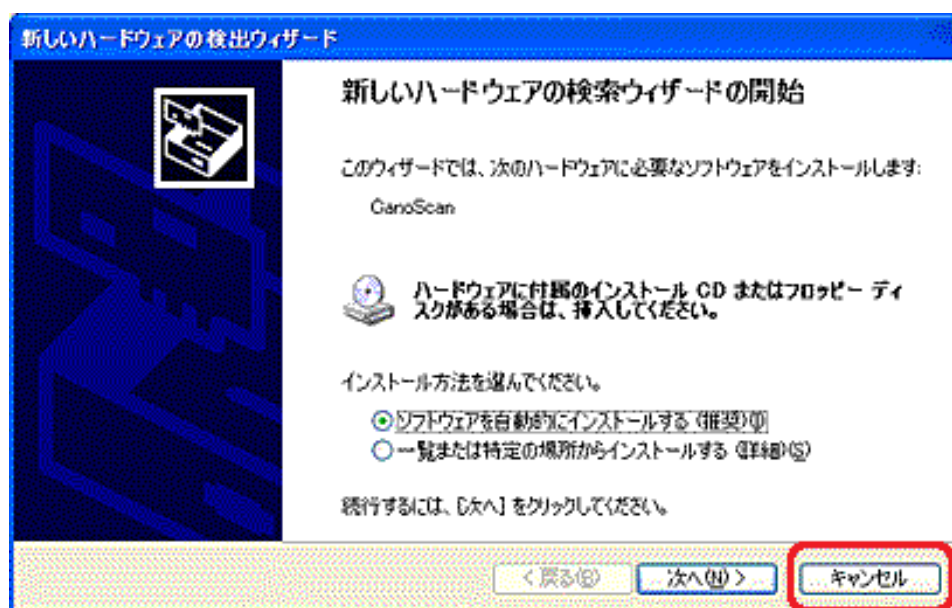 新しいハードウェアの検出ウィザード
新しいハードウェアの検索ウィザードの開始
このウィザードでは、次のハードウェアに必要なソフトウェアをインストールします:
CanoScan
ハードウェアに付属のインストール CD またはフロッピー ディ
スクがある場合は、挿入してください。
インストール方法を選んでください。
ソフトウェアを自動的にインストールする (推奨)(I)
一覧または特定の場所からインストールする (詳細)(S)
続行するには、[次へ] をクリックしてください。
< 戻る(B) 次へ(N) > キャンセル